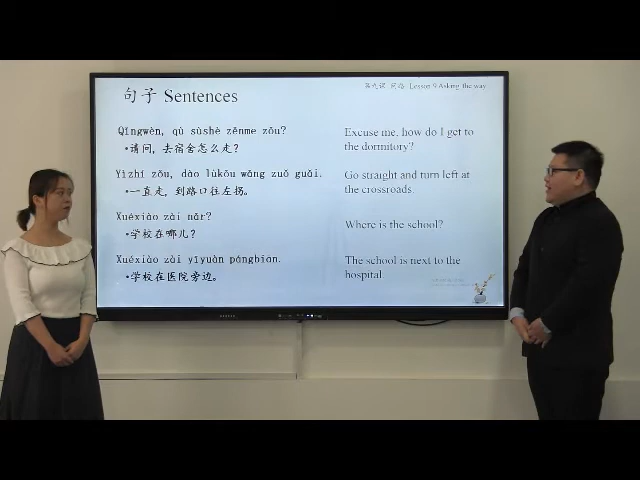 第九课 问路 Lesson 9 Asking the way
句子 Sentences
Qǐngwèn, qù sùshè zěnme zǒu?
•请问，去宿舍怎么走？
Excuse me, how do I get to
the dormitory?
Yìzhí zǒu, dào lùkǒu wǎng zuǒ guǎi.
•一直走，到路口往左拐。
Go straight and turn left at
the crossroads.
Xuéxiào zài nǎr?
•学校在哪儿？
Where is the school?
Xuéxiào zài yīyuàn pángbiān.
•学校在医院旁边。
The school is next to the
hospital.